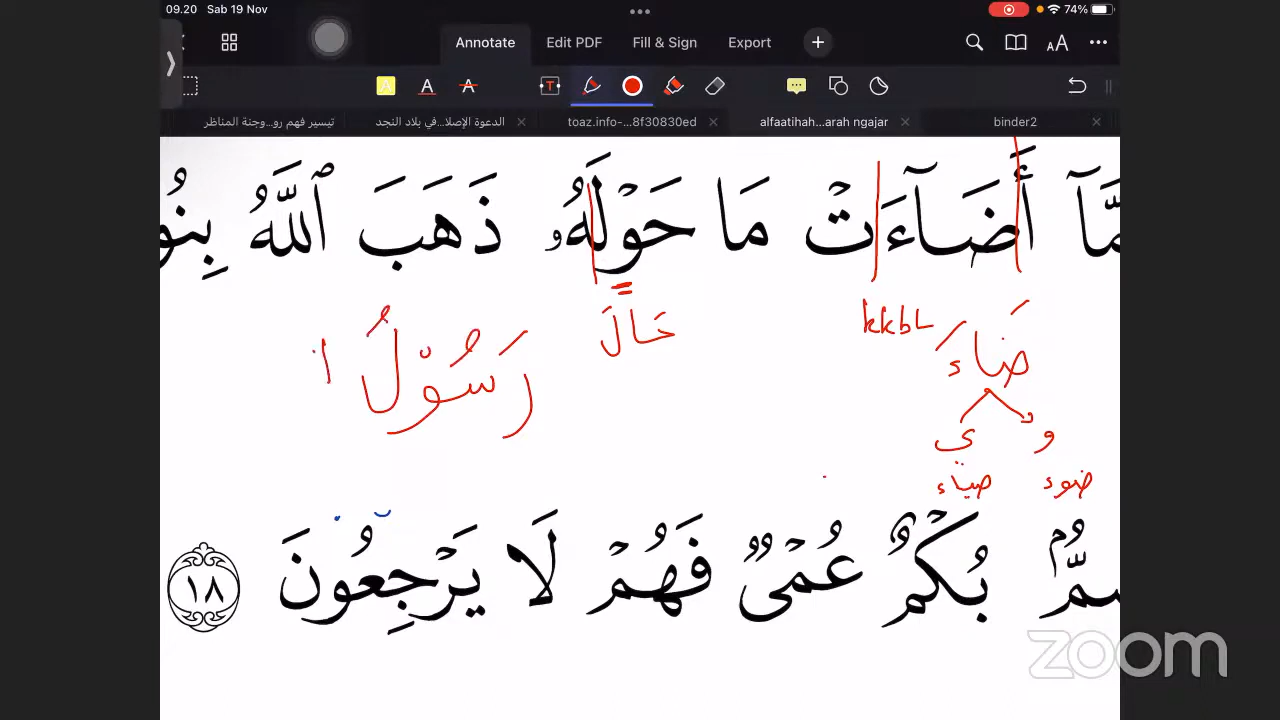 09.20 Sab 19 Nov
74%
Annotate Edit PDF Fill & Sign Export
تيسير فهم رو...وجنة المناظر
الدعوة الإصلا...في بلاد النجد
toaz.info-...8f30830ed
alfaatihah...arah ngajar
binder2
مَّآ أَضَآءَتْ مَا حَوْلَهُۥ ذَهَبَ ٱللَّهُ بِنُو
kkbL
ضَاءَ
حَالَ
رَسُوْلُ
و ي
ضوء ضياء
صُمٌّۢ بُكْمٌ عُمْىٌ فَهُمْ لَا يَرْجِعُونَ ١٨
zoom